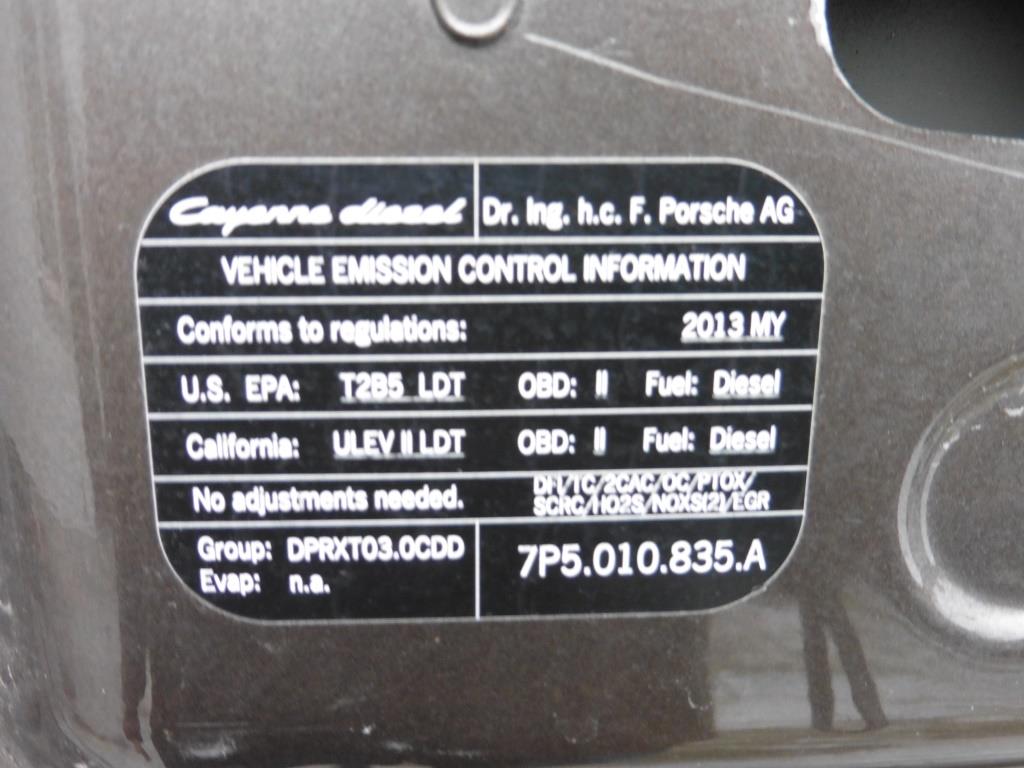 Cayenne diesel Dr. Ing. h.c. F. Porsche AG
VEHICLE EMISSION CONTROL INFORMATION
Conforms to regulations: 2013 MY
U.S. EPA: T2B5 LDT OBD: II Fuel: Diesel
California: ULEV II LDT OBD: II Fuel: Diesel
No adjustments needed. DFI/TC/2CAC/OC/PTOX/
SCRC/HO2S/NOXS(2)/EGR
Group: DPRXT03.0CDD
Evap: n.a.
7P5.010.835.A